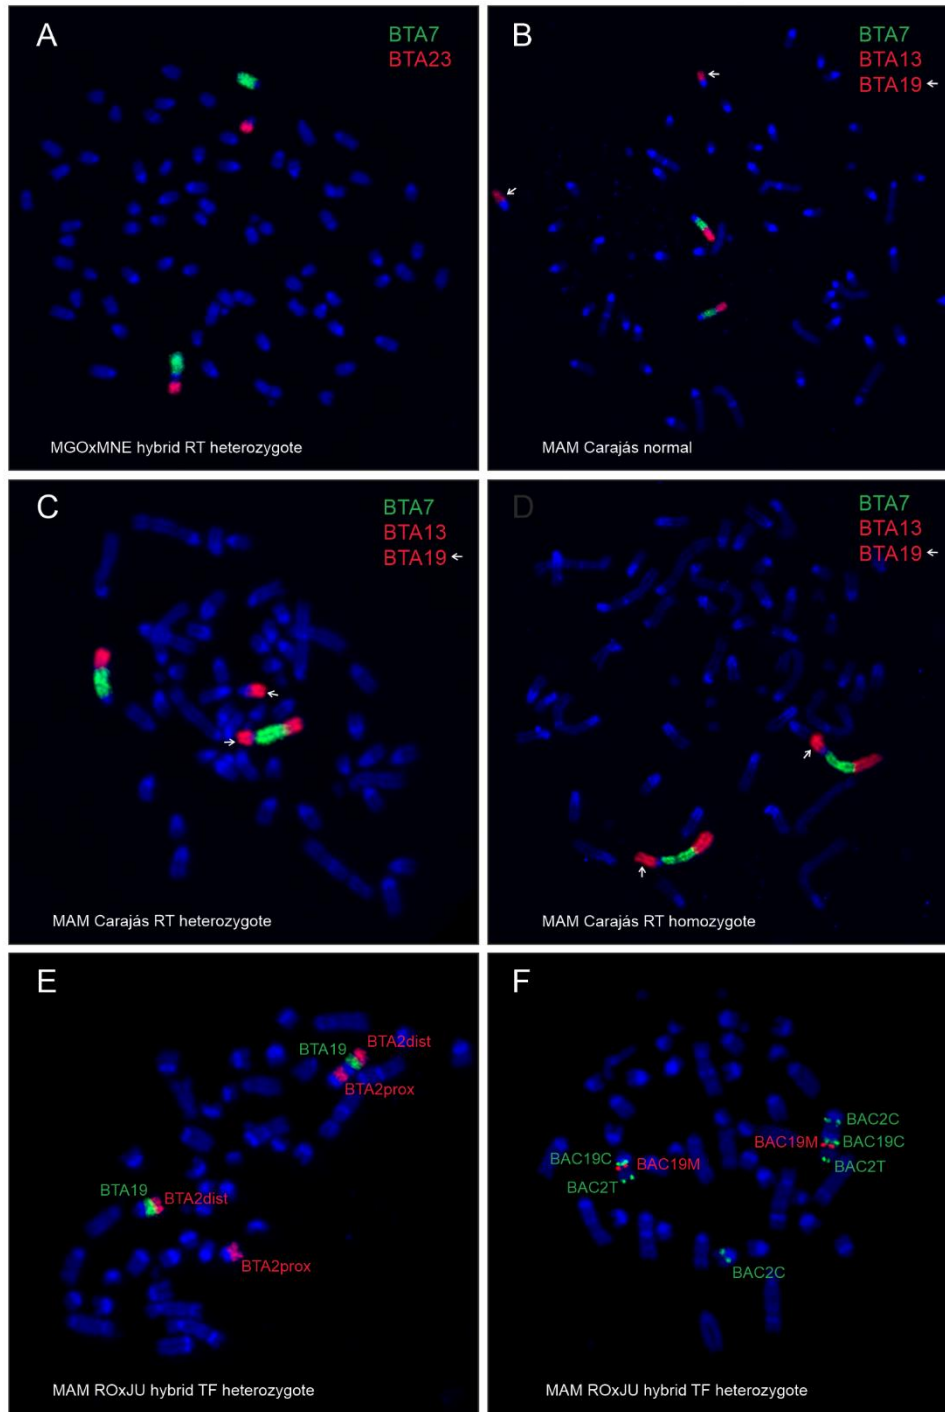 A
BTA7
BTA23
MGOxMNE hybrid RT heterozygote
B
BTA7
BTA13
BTA19 ←
MAM Carajás normal
C
BTA7
BTA13
BTA19 ←
MAM Carajás RT heterozygote
D
BTA7
BTA13
BTA19 ←
MAM Carajás RT homozygote
E
BTA19
BTA2dist
BTA2prox
BTA19
BTA2dist
BTA2prox
MAM ROxJU hybrid TF heterozygote
F
BAC2C
BAC19M
BAC19C
BAC2T
BAC19C
BAC19M
BAC2T
BAC2C
MAM ROxJU hybrid TF heterozygote